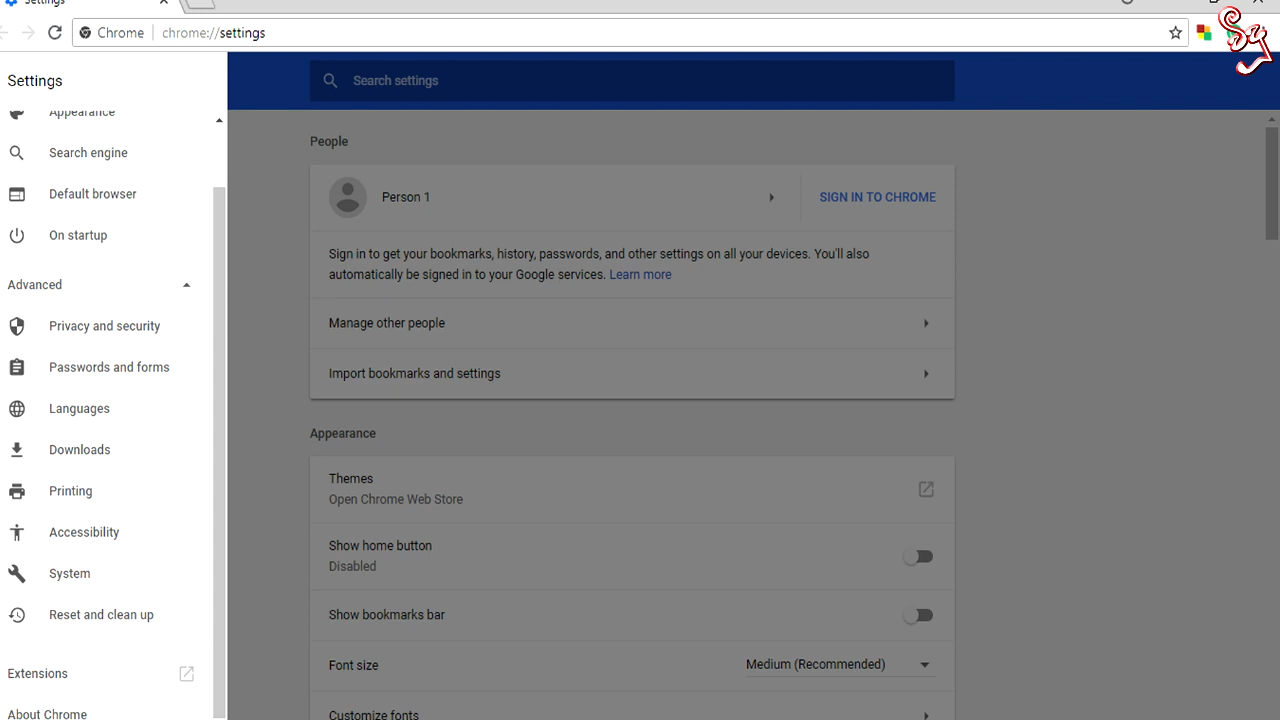 Settings
Chrome
chrome://settings
Settings
Search settings
Appearance
Search engine
Default browser
On startup
Advanced
Privacy and security
Passwords and forms
Languages
Downloads
Printing
Accessibility
System
Reset and clean up
Extensions
About Chrome
People
Person 1
SIGN IN TO CHROME
Sign in to get your bookmarks, history, passwords, and other settings on all your devices. You'll also
automatically be signed in to your Google services. Learn more
Manage other people
Import bookmarks and settings
Appearance
Themes
Open Chrome Web Store
Show home button
Disabled
Show bookmarks bar
Font size
Medium (Recommended)
Customize fonts